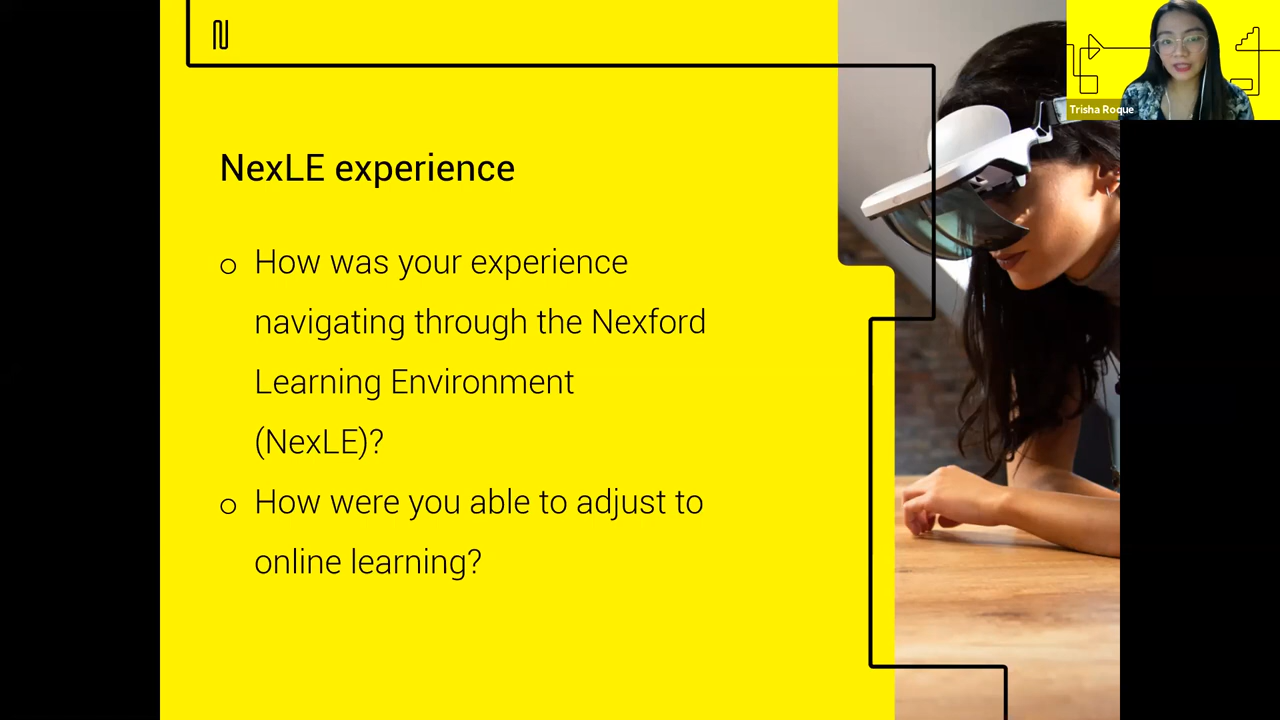 N
Trisha Roque
NexLE experience
o How was your experience
navigating through the Nexford
Learning Environment
(NexLE)?
o How were you able to adjust to
online learning?